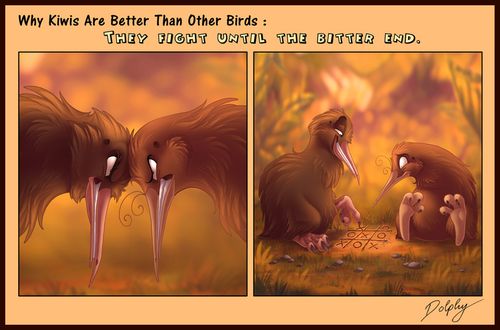 Why Kiwis Are Better Than Other Birds :
They fight until the bitter end.
Dolphy